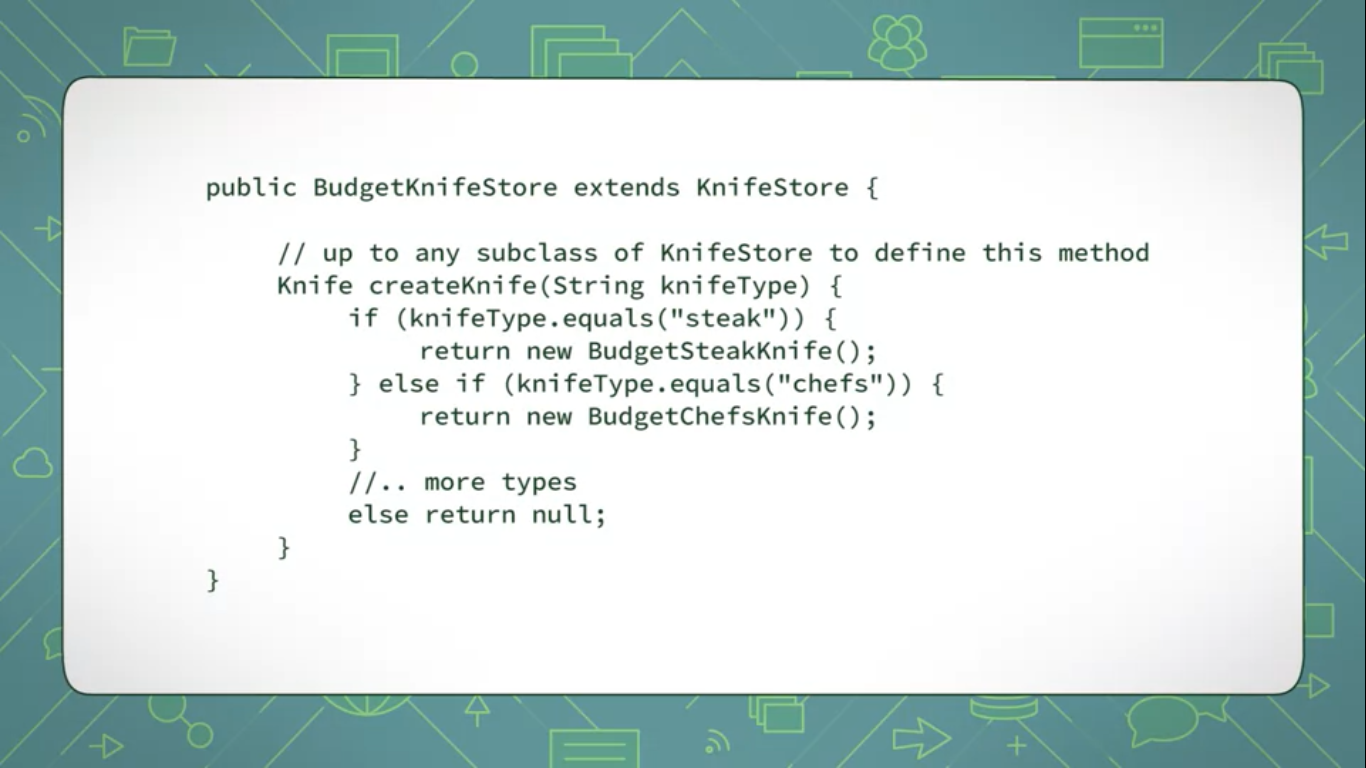 public BudgetKnifeStore extends KnifeStore {
// up to any subclass of KnifeStore to define this method
Knife createKnife(String knifeType) {
if (knifeType.equals("steak")) {
return new BudgetSteakKnife();
} else if (knifeType.equals("chefs")) {
return new BudgetChefsKnife();
}
//.. more types
else return null;
}
}